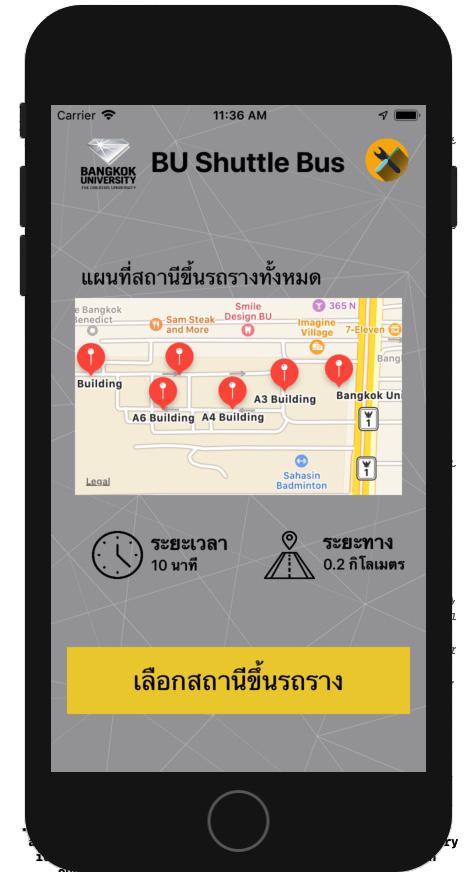 Carrier
11:36 AM
BANGKOK
UNIVERSITY
THE CREATIVE UNIVERSITY
BU Shuttle Bus
แผนที่สถานีขึ้นรถรางทั้งหมด
e Bangkok
Benedict
Sam Steak
and More
Smile
Design BU
365 N
Imagine
Village
7-Eleven
Bangl
Building
A6 Building
A4 Building
A3 Building
Bangkok Uni
1
1
Legal
Sahasin
Badminton
ระยะเวลา
10 นาที
ระยะทาง
0.2 กิโลเมตร
เลือกสถานีขึ้นรถราง